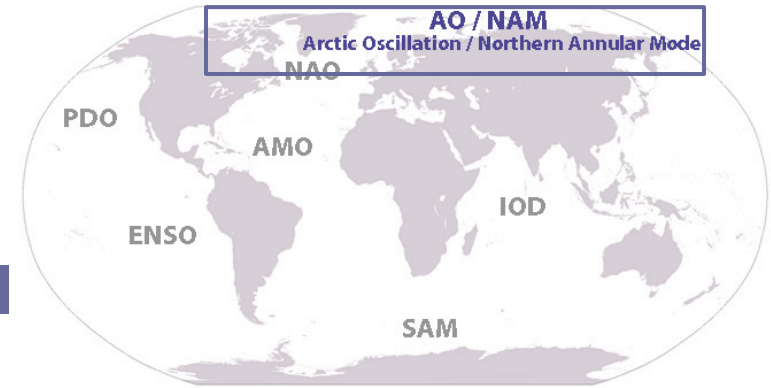 AO / NAM
Arctic Oscillation / Northern Annular Mode
NAO
PDO
AMO
IOD
ENSO
SAM